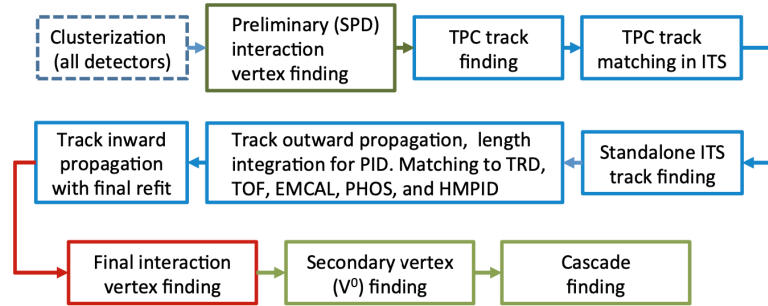 Clusterization
(all detectors)
Preliminary (SPD)
interaction
vertex finding
TPC track
finding
TPC track
matching in ITS
Track inward
propagation
with final refit
Track outward propagation, length
integration for PID. Matching to TRD,
TOF, EMCAL, PHOS, and HMPID
Standalone ITS
track finding
Final interaction
vertex finding
Secondary vertex
(V⁰) finding
Cascade
finding